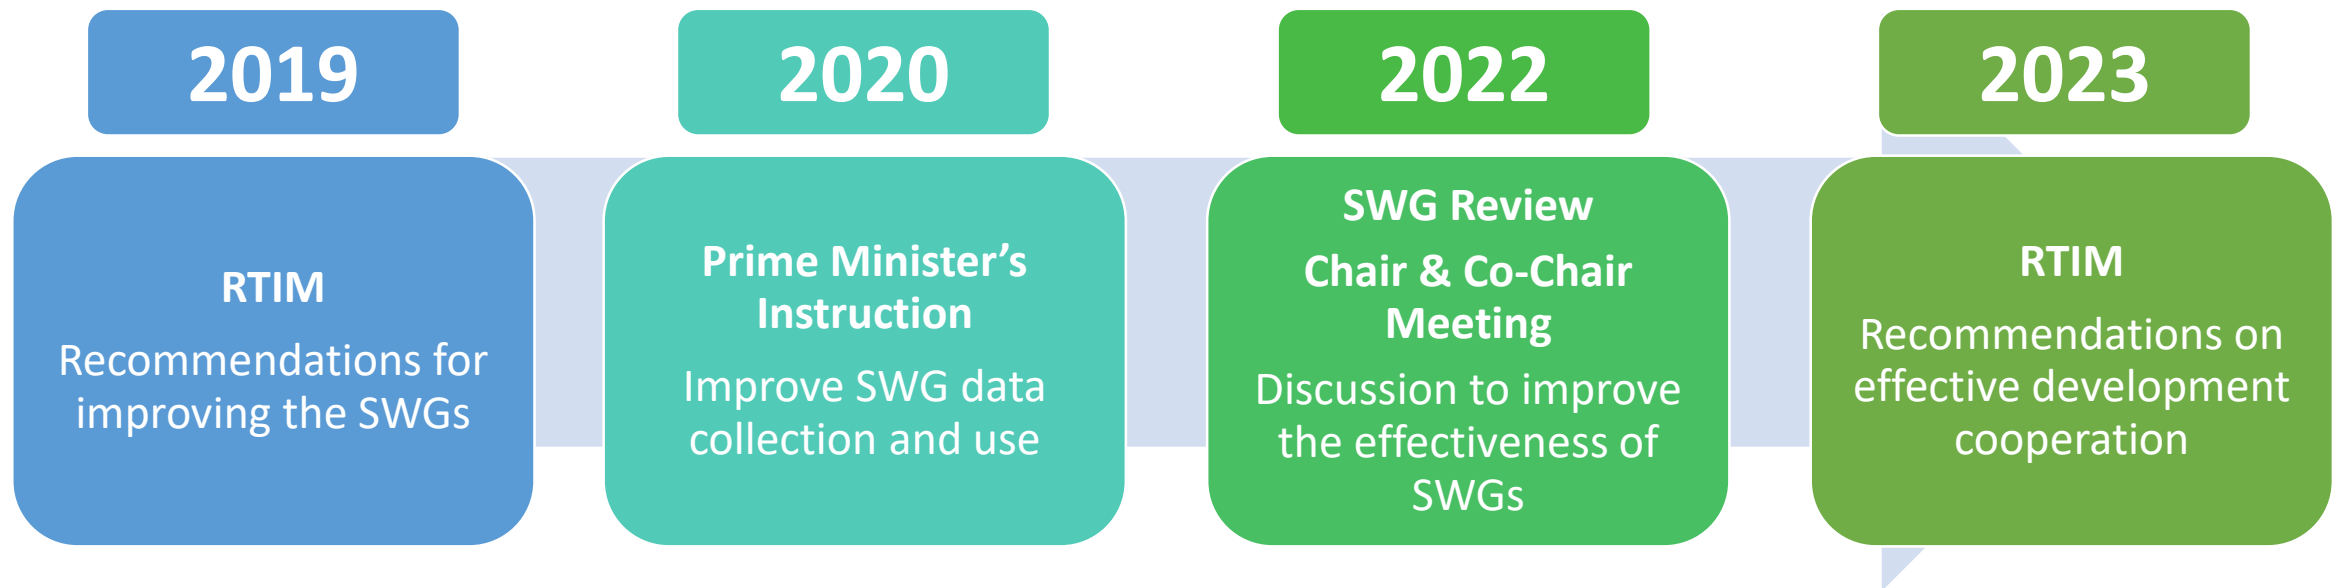 2019
2020
2022
2023
RTIM
Recommendations for
improving the SWGs
Prime Minister’s
Instruction
Improve SWG data
collection and use
SWG Review
Chair & Co-Chair
Meeting
Discussion to improve
the effectiveness of
SWGs
RTIM
Recommendations on
effective development
cooperation